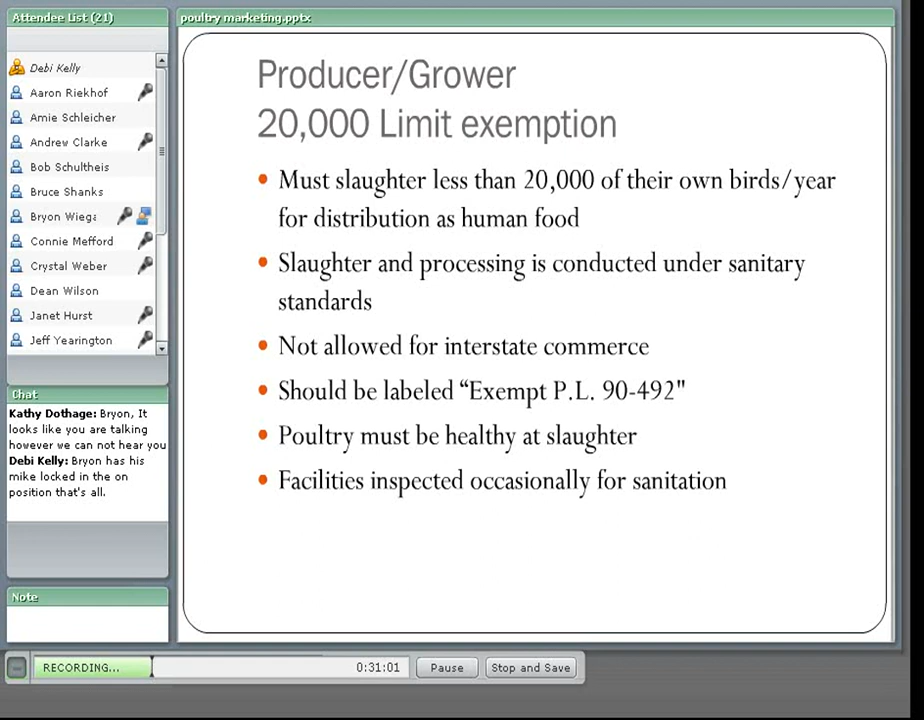 Attendee List (21)
Debi Kelly
Aaron Riekhof
Amie Schleicher
Andrew Clarke
Bob Schultheis
Bruce Shanks
Bryon Wiega
Connie Mefford
Crystal Weber
Dean Wilson
Janet Hurst
Jeff Yearington
Chat
Kathy Dothage: Bryon, It
looks like you are talking
however we can not hear you
Debi Kelly: Bryon has his
mike locked in the on
position that's all.
Note
poultry marketing.pptx
Producer/Grower
20,000 Limit exemption
• Must slaughter less than 20,000 of their own birds/year
for distribution as human food
• Slaughter and processing is conducted under sanitary
standards
• Not allowed for interstate commerce
• Should be labeled “Exempt P.L. 90-492"
• Poultry must be healthy at slaughter
• Facilities inspected occasionally for sanitation
RECORDING... 0:31:01 Pause Stop and Save